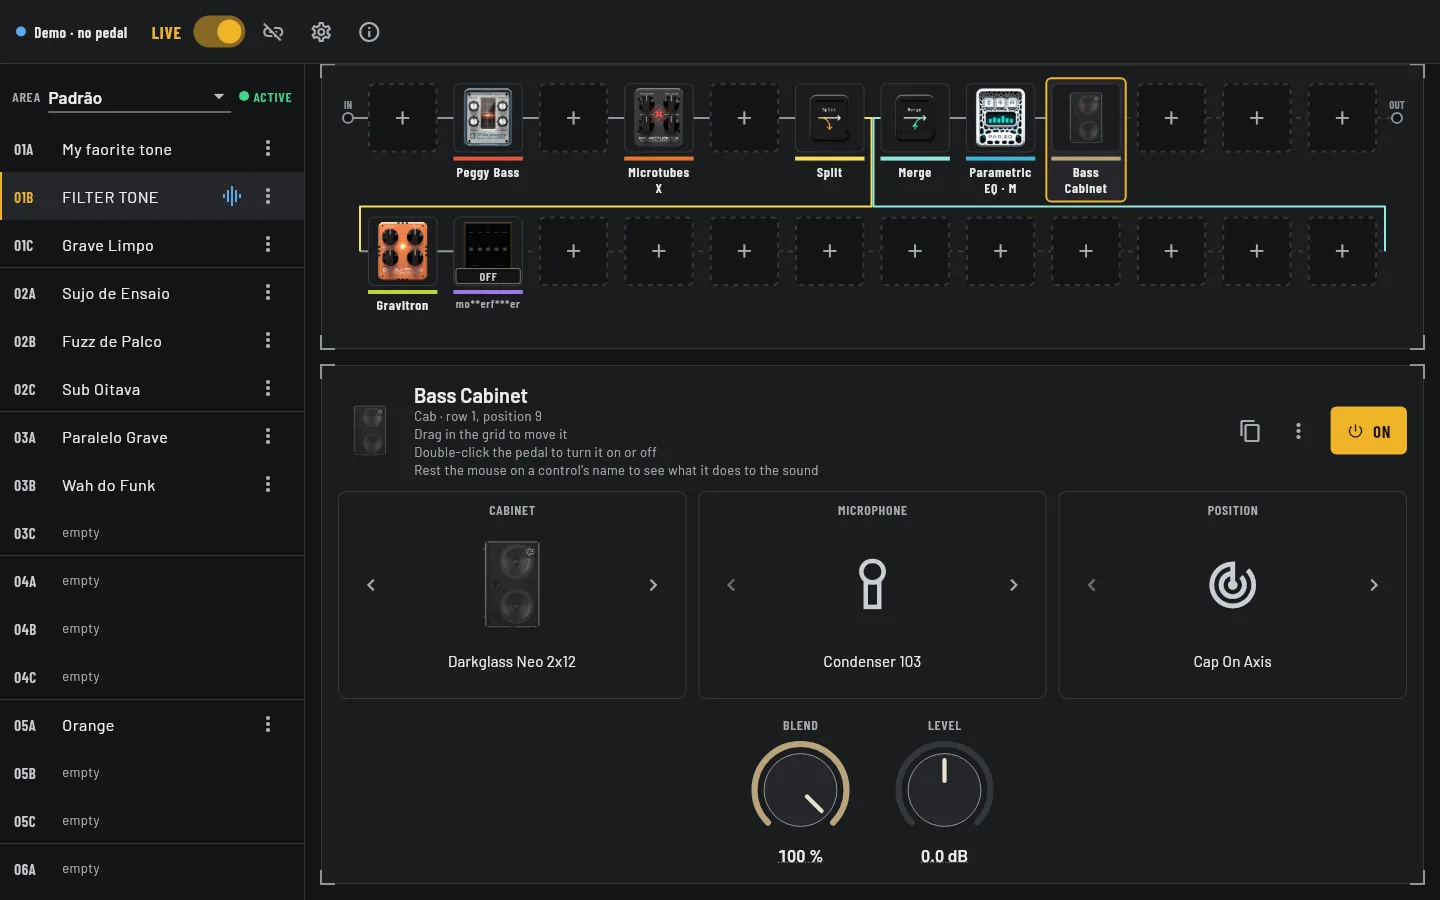 Demo · no pedal
LIVE
AREA
Padrão
ACTIVE
01A My faorite tone
01B FILTER TONE
01C Grave Limpo
02A Sujo de Ensaio
02B Fuzz de Palco
02C Sub Oitava
03A Paralelo Grave
03B Wah do Funk
03C empty
04A empty
04B empty
04C empty
05A Orange
05B empty
05C empty
06A empty
IN
OUT
Split
Merge
Peggy Bass
Microtubes
X
Split
Merge
Parametric
EQ · M
Bass
Cabinet
OFF
Gravitron
mo**erf***er
Bass Cabinet
Cab · row 1, position 9
Drag in the grid to move it
Double-click the pedal to turn it on or off
Rest the mouse on a control's name to see what it does to the sound
ON
CABINET
Darkglass Neo 2x12
MICROPHONE
Condenser 103
POSITION
Cap On Axis
BLEND
100 %
LEVEL
0.0 dB